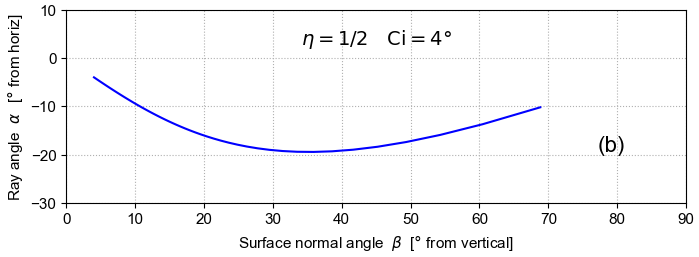 10
0
−10
−20
−30
Ray angle α [° from horiz]
η = 1/2 Ci = 4°
(b)
0 10 20 30 40 50 60 70 80 90
Surface normal angle β [° from vertical]